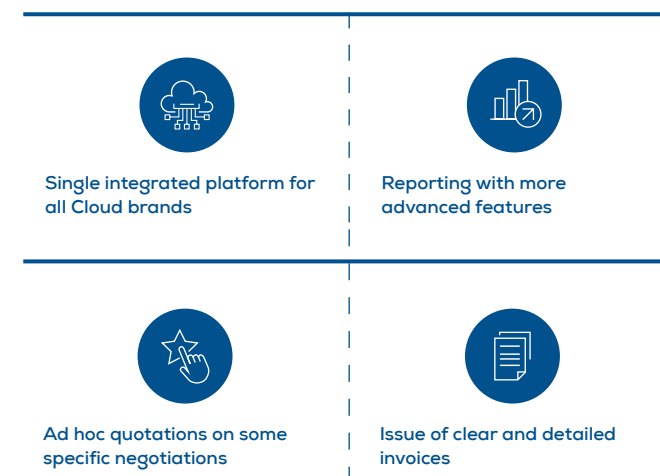 Single integrated platform for
all Cloud brands
Reporting with more
advanced features
Ad hoc quotations on some
specific negotiations
Issue of clear and detailed
invoices